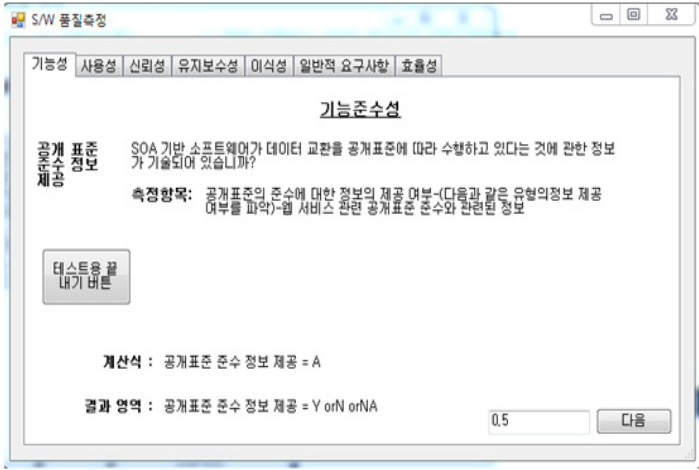 S/W 품질측정
기능성 사용성 신뢰성 유지보수성 이식성 일반적 요구사항 효율성
기능준수성
공개 표준
준수 정보
제공
SOA 기반 소프트웨어가 데이터 교환을 공개표준에 따라 수행하고 있다는 것에 관한 정보
가 기술되어 있습니까?
측정항목: 공개표준의 준수에 대한 정보의 제공 여부-(다음과 같은 유형의정보 제공
여부를 파악)-웹 서비스 관련 공개표준 준수와 관련된 정보
테스트용 끝
내기 버튼
계산식 : 공개표준 준수 정보 제공 = A
결과 영역 : 공개표준 준수 정보 제공 = Y orN orNA
0.5 다음